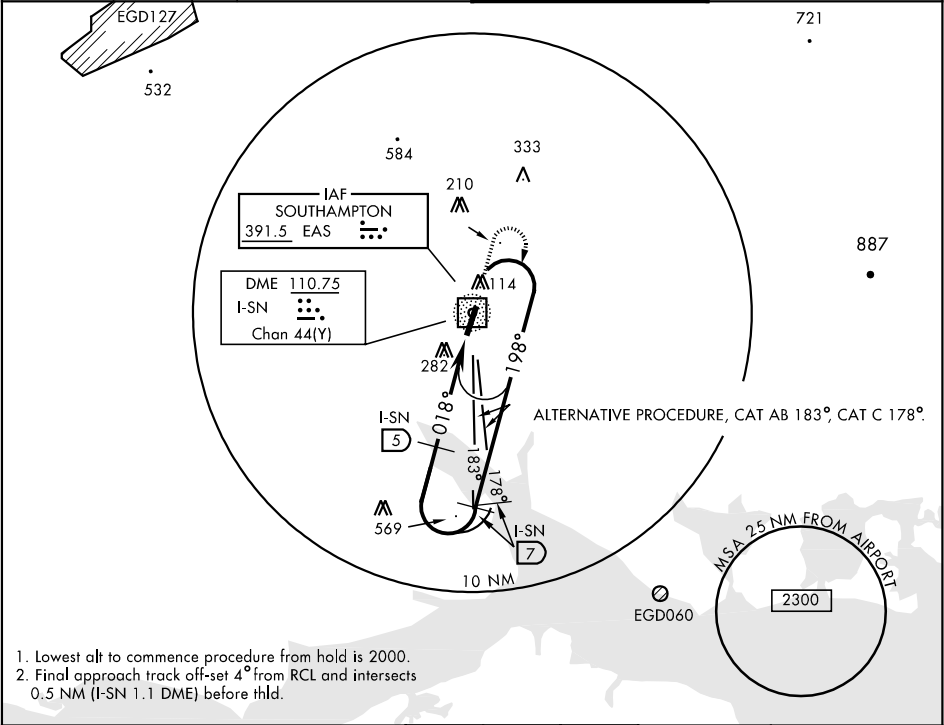 EGD127
721
532
584
333
210
IAF
SOUTHAMPTON
391.5 EAS
887
DME 110.75
I-SN
Chan 44(Y)
114
282
198°
018°
ALTERNATIVE PROCEDURE, CAT AB 183°, CAT C 178°.
I-SN
5
183°
178°
569
I-SN
7
10 NM
MSA 25 NM FROM AIRPORT
2300
EGD060
1. Lowest alt to commence procedure from hold is 2000.
2. Final approach track off-set 4° from RCL and intersects
0.5 NM (I-SN 1.1 DME) before thld.